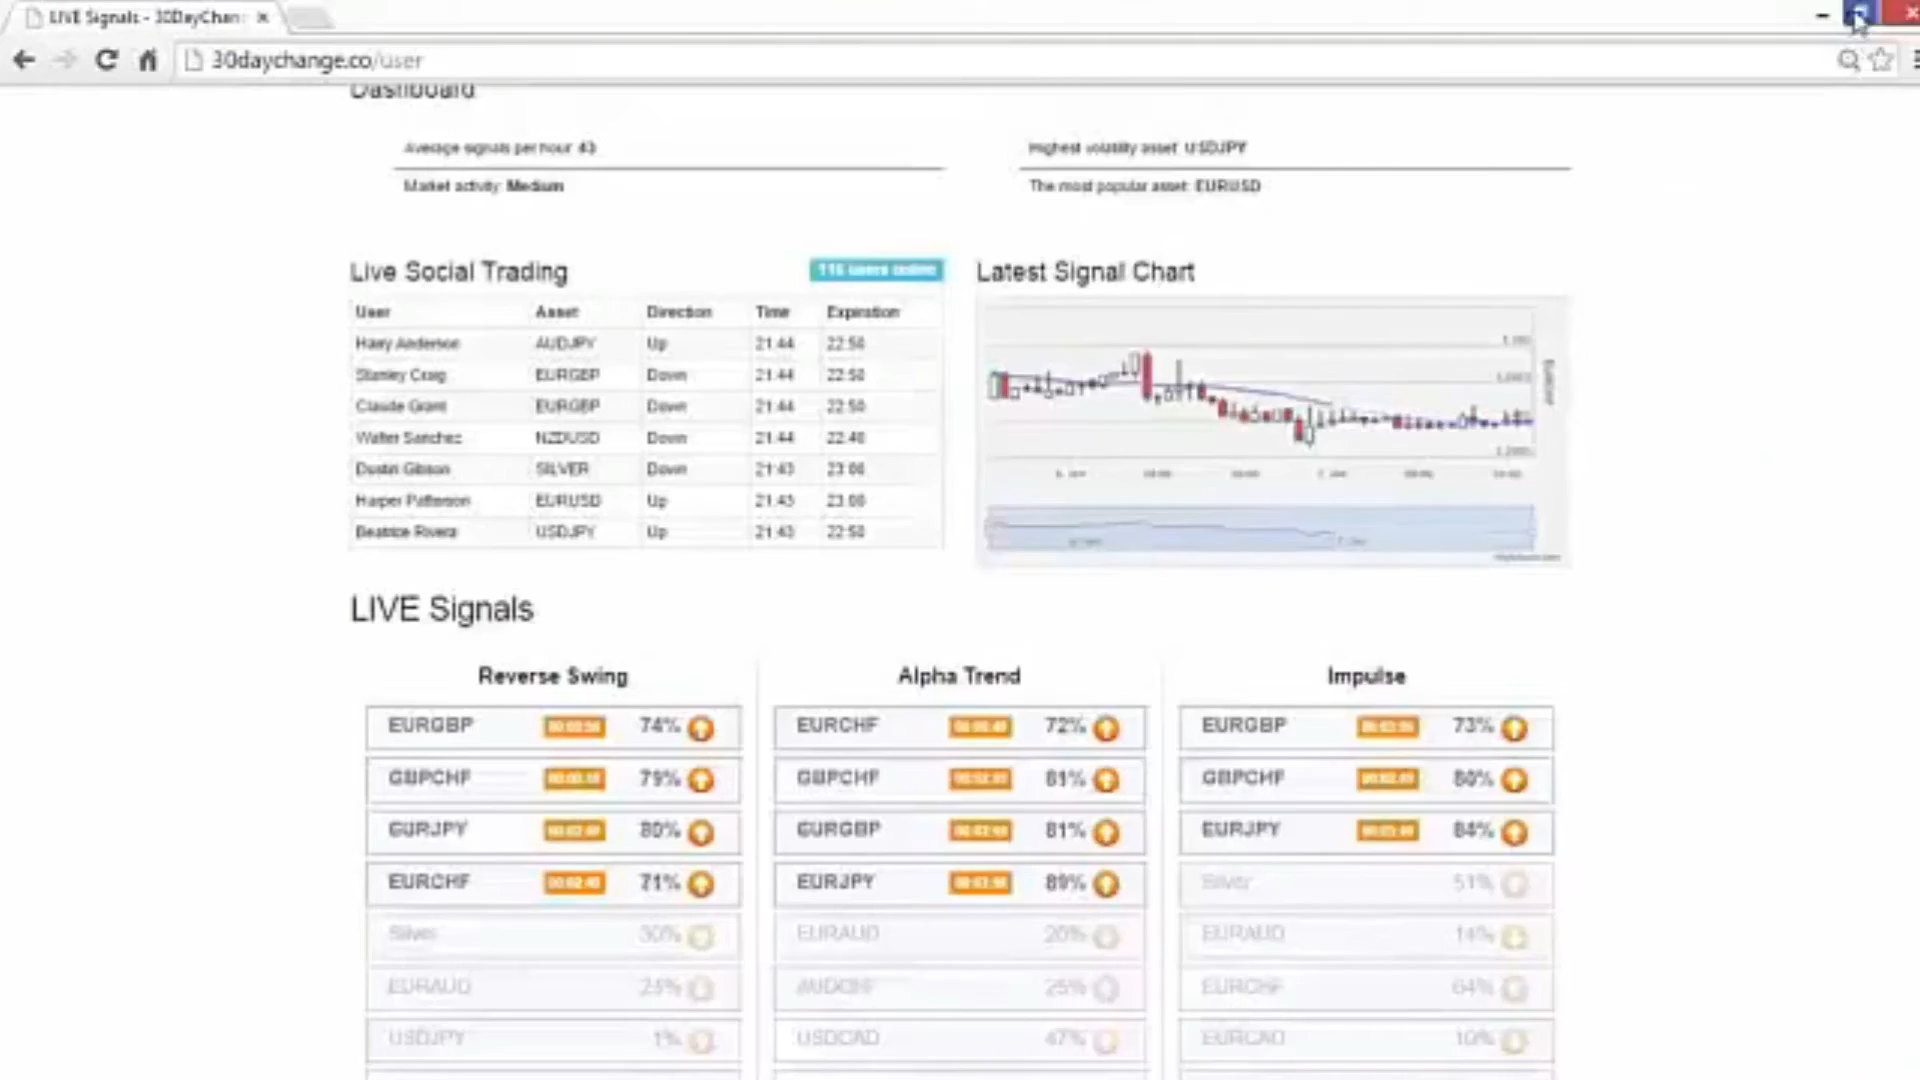 LIVE Signals - 30DayChan
30daychange.co/user
Dashboard
Average signals per hour: 43
Highest volatility asset: USDJPY
Market activity: Medium
The most popular asset: EURUSD
Live Social Trading
users online
Latest Signal Chart
User Asset Direction Time Expiration
Harry Anderson AUDJPY Up 21:44 22:50
Stanley Craig EURGBP Down 21:44 22:50
Claude Grant EURGBP Down 21:44 22:50
Walter Sanchez NZDUSD Down 21:44 22:40
Dustin Gibson SILVER Down 21:43 23:00
Harper Patterson EURUSD Up 21:43 23:00
Beatrice Rivera USDJPY Up 21:43 22:50
LIVE Signals
Reverse Swing Alpha Trend Impulse
EURGBP 74% EURCHF 72% EURGBP 73%
GBPCHF 79% GBPCHF 81% GBPCHF 80%
EURJPY 80% EURGBP 81% EURJPY 84%
EURCHF 71% EURJPY 89% Silver 51%
Silver 30% EURAUD 20% EURAUD 14%
EURAUD 25% EURCHF 64%
USDJPY 1% USDCAD 47% EURCAD 10%